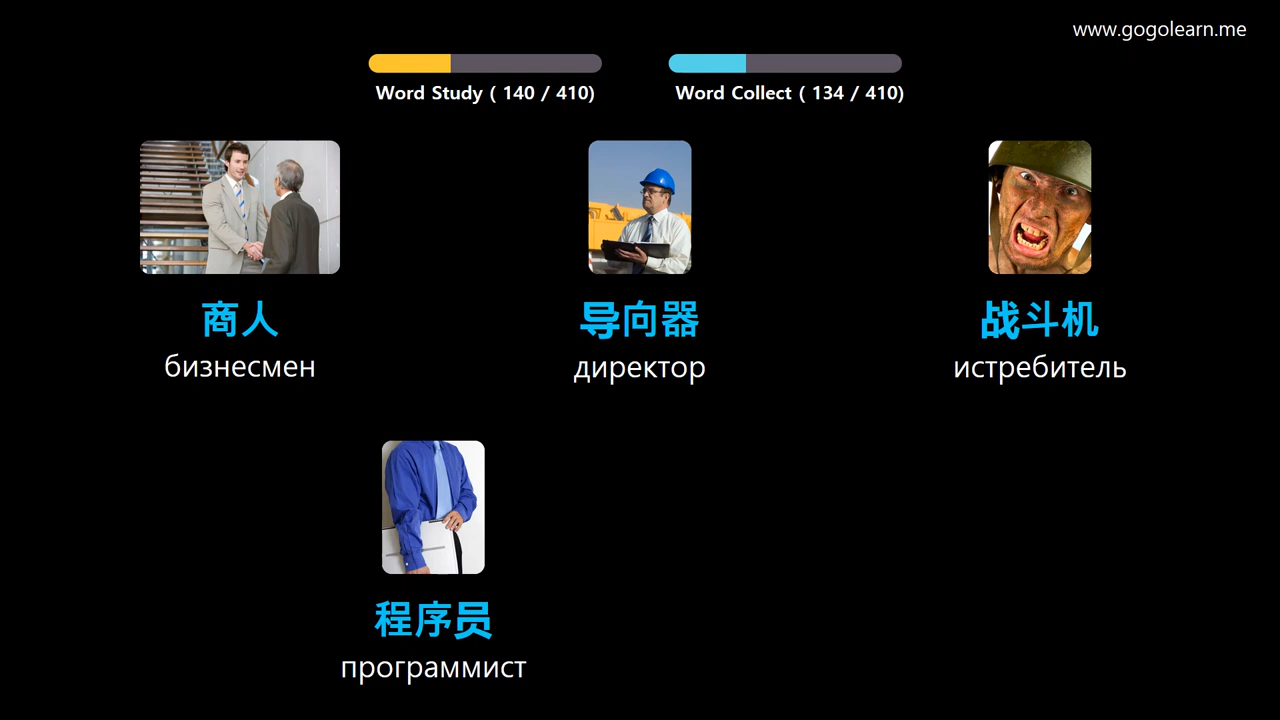 www.gogolearn.me
Word Study ( 140 / 410)
Word Collect ( 134 / 410)
商人
бизнесмен
导向器
директор
战斗机
истребитель
程序员
программист